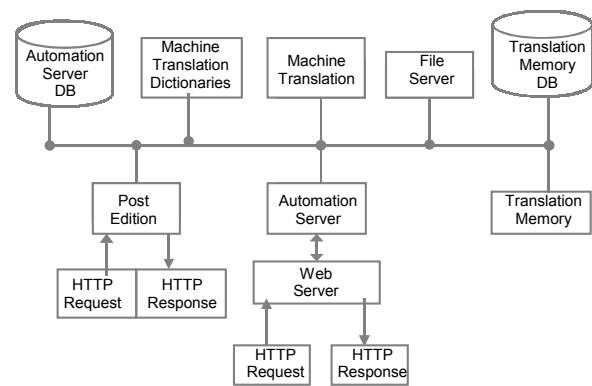 Automation
Server
DB
Machine
Translation
Dictionaries
Machine
Translation
File
Server
Translation
Memory
DB
Post
Edition
Automation
Server
Translation
Memory
HTTP
Request
HTTP
Response
Web
Server
HTTP
Request
HTTP
Response